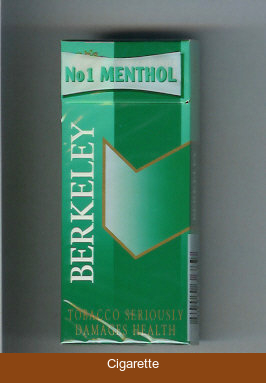 No1 MENTHOL
BERKELEY
TOBACCO SERIOUSLY
DAMAGES HEALTH
Cigarette